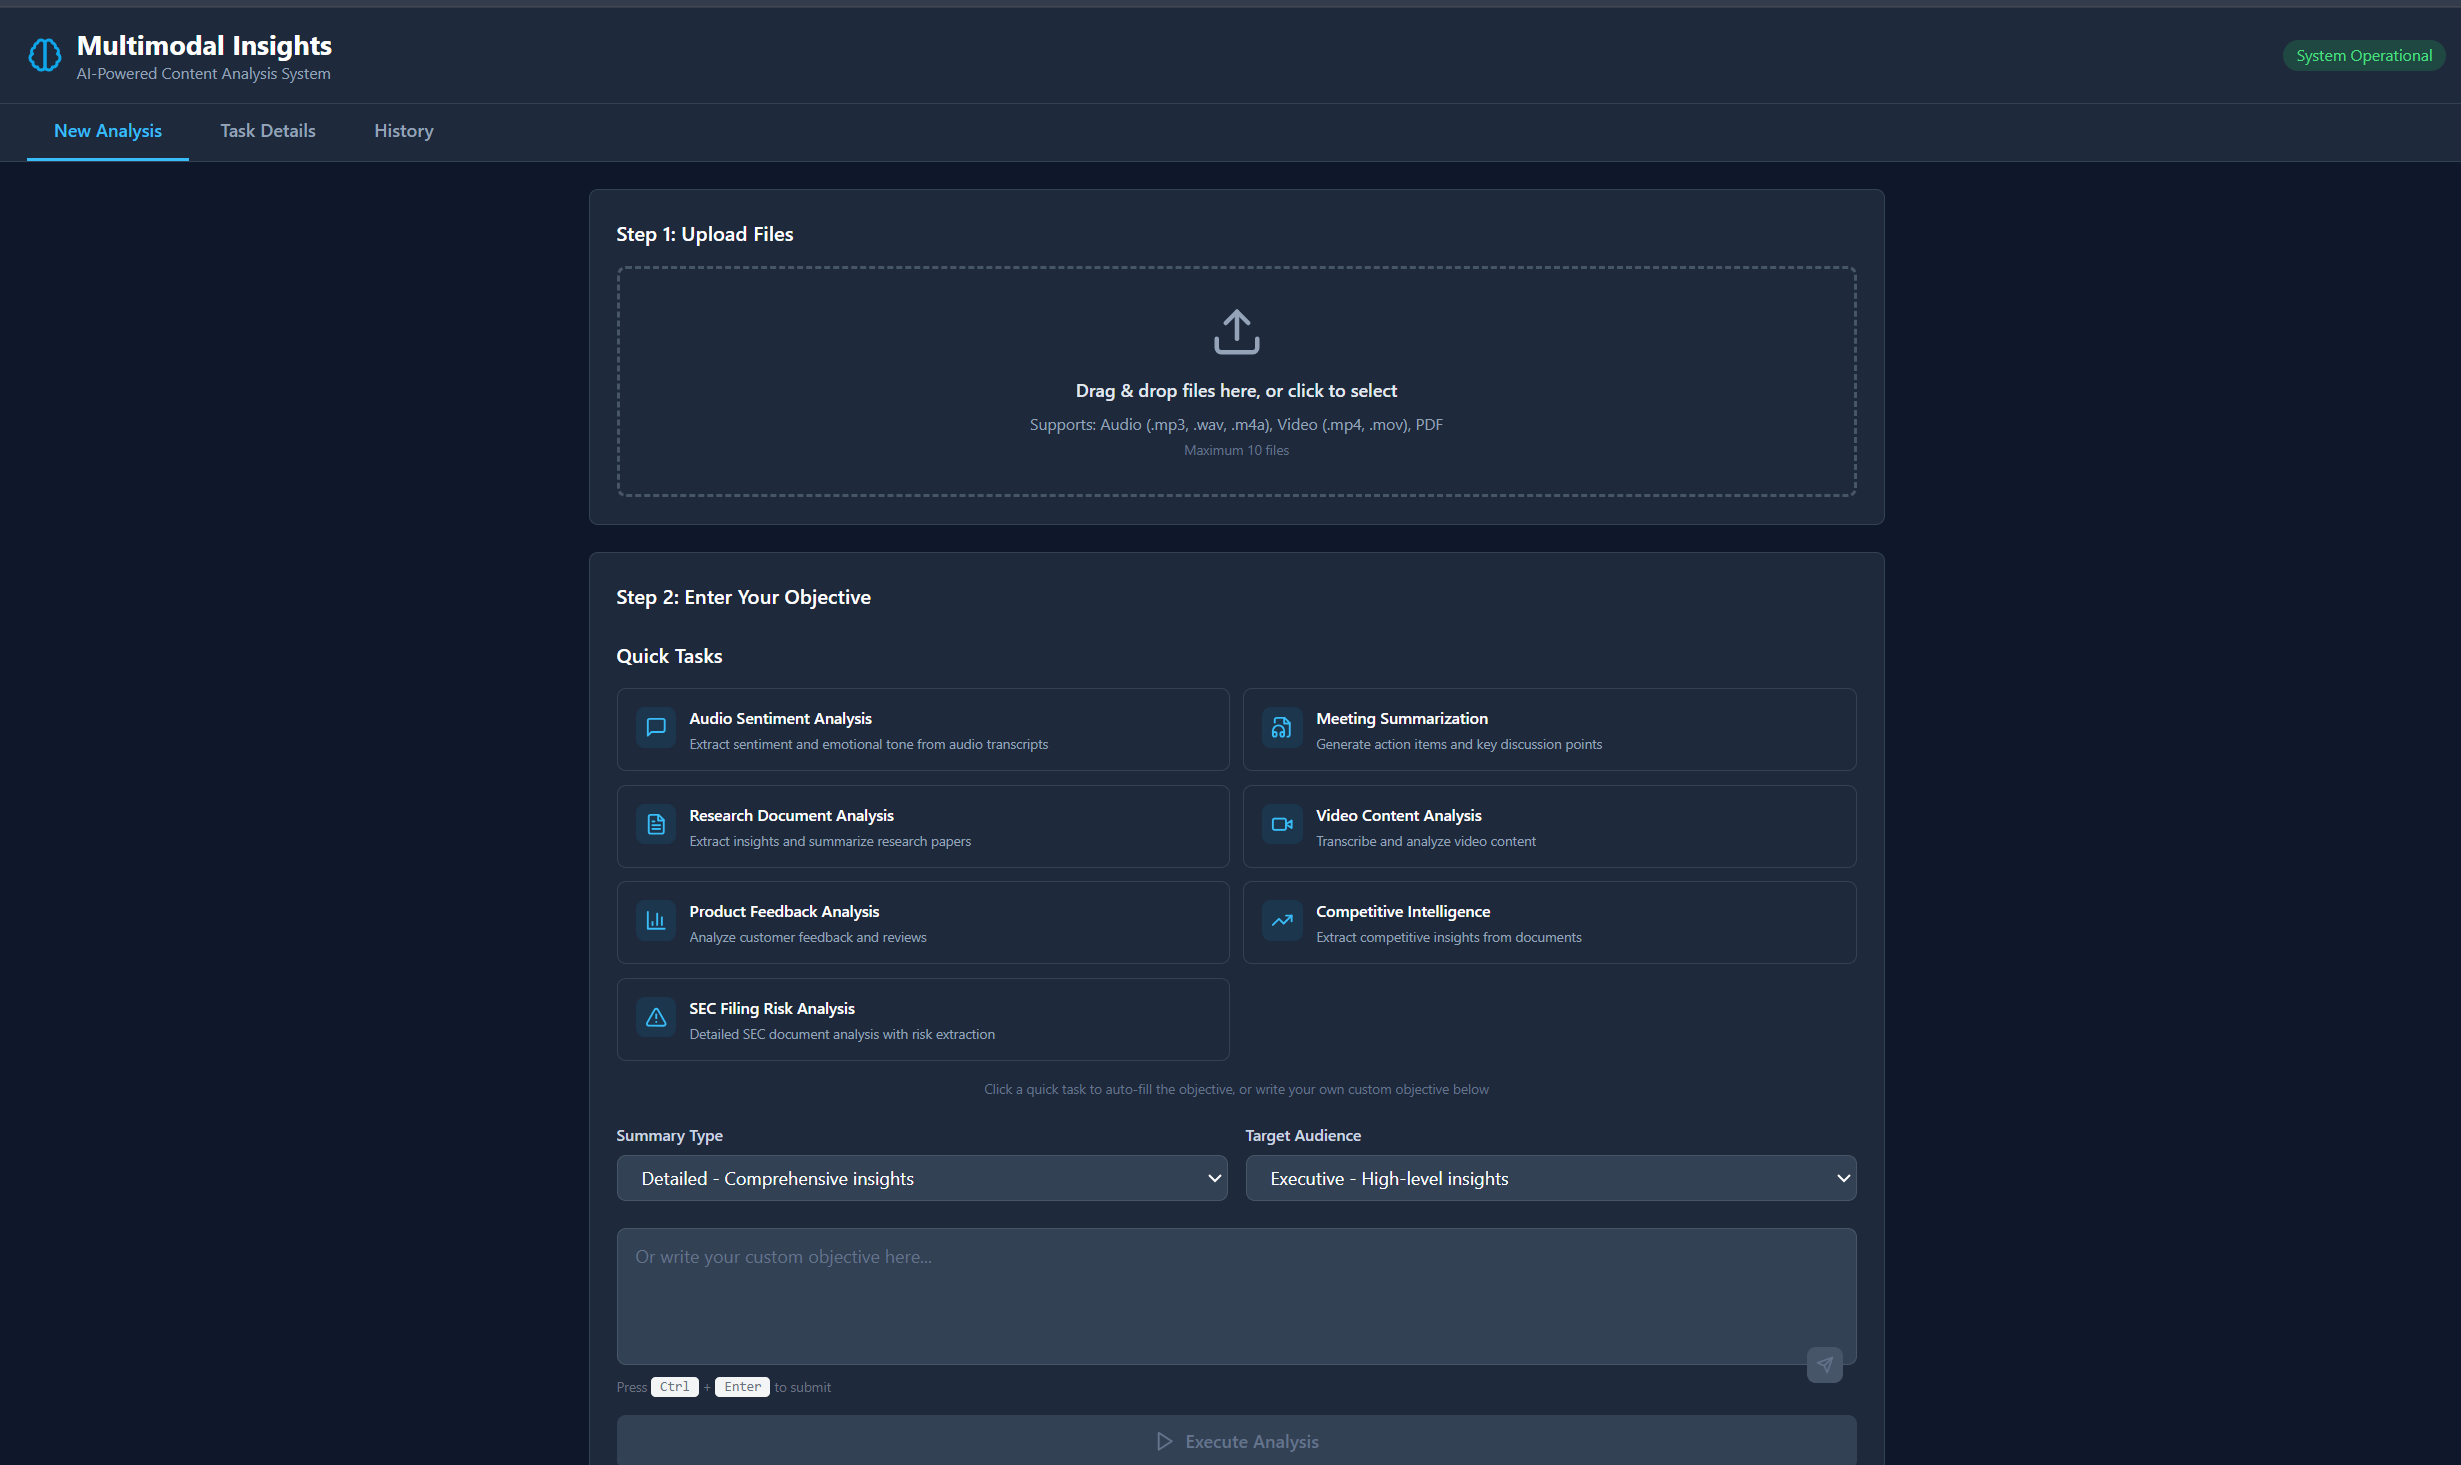 Multimodal Insights
AI-Powered Content Analysis System
System Operational
New Analysis
Task Details
History
Step 1: Upload Files
Drag & drop files here, or click to select
Supports: Audio (.mp3, .wav, .m4a), Video (.mp4, .mov), PDF
Maximum 10 files
Step 2: Enter Your Objective
Quick Tasks
Audio Sentiment Analysis
Extract sentiment and emotional tone from audio transcripts
Meeting Summarization
Generate action items and key discussion points
Research Document Analysis
Extract insights and summarize research papers
Video Content Analysis
Transcribe and analyze video content
Product Feedback Analysis
Analyze customer feedback and reviews
Competitive Intelligence
Extract competitive insights from documents
SEC Filing Risk Analysis
Detailed SEC document analysis with risk extraction
Click a quick task to auto-fill the objective, or write your own custom objective below
Summary Type
Detailed - Comprehensive insights
Target Audience
Executive - High-level insights
Or write your custom objective here...
Press Ctrl + Enter to submit
Execute Analysis